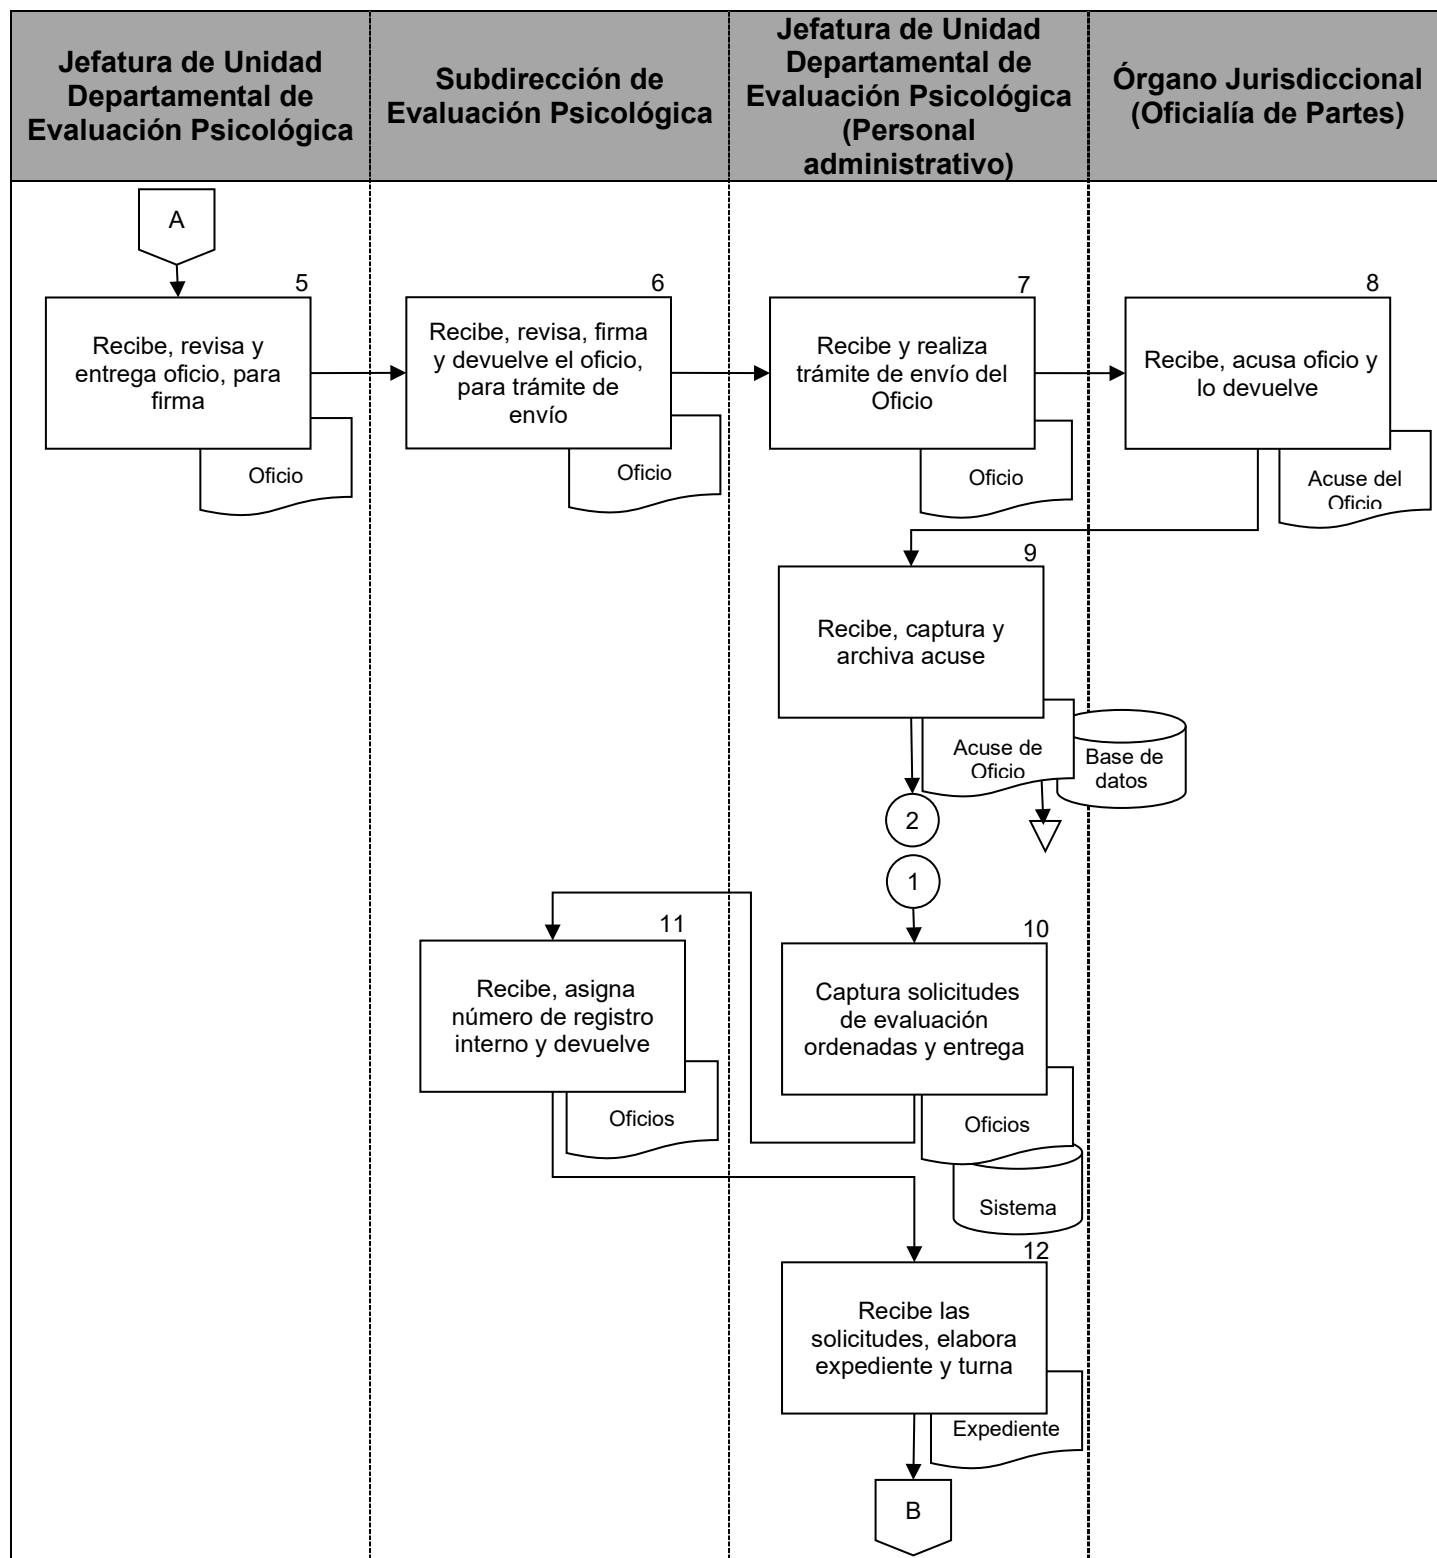 Jefatura de Unidad
Departamental de
Evaluación Psicológica
Subdirección de
Evaluación Psicológica
Jefatura de Unidad
Departamental de
Evaluación Psicológica
(Personal
administrativo)
Órgano Jurisdiccional
(Oficialía de Partes)
A
5
Recibe, revisa y
entrega oficio, para
firma
Oficio
6
Recibe, revisa, firma
y devuelve el oficio,
para trámite de
envío
Oficio
7
Recibe y realiza
trámite de envío del
Oficio
Oficio
8
Recibe, acusa oficio y
lo devuelve
Acuse del
Oficio
9
Recibe, captura y
archiva acuse
Acuse de
Oficio
Base de
datos
2
1
10
Captura solicitudes
de evaluación
ordenadas y entrega
Oficios
Sistema
11
Recibe, asigna
número de registro
interno y devuelve
Oficios
12
Recibe las
solicitudes, elabora
expediente y turna
Expediente
B